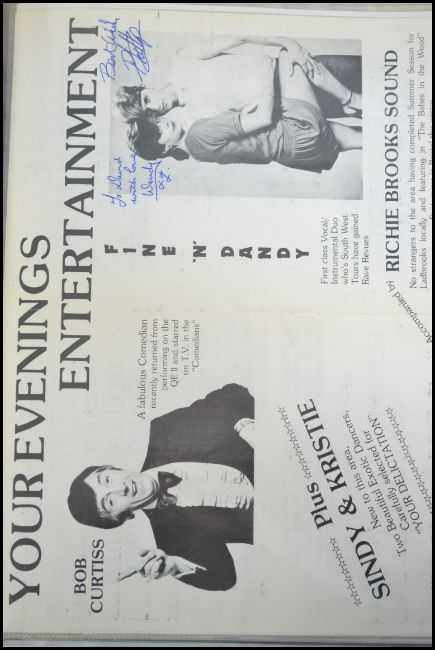 YOUR EVENINGS
ENTERTAINMENT
BOB
CURTISS
A fabulous Comedian
recently returned from
performing on the
QE II and starred
on T.V. in the
"Comedians"
FINE 'N' DANDY
To David
with love
Wendy
Best Wishes
First class Vocal/
Instrumental Duo
who's South West
Tours have gained
Rave Revues
Plus
SINDY & KRISTIE
New to this area,
Two Beautiful Exotic Dancers,
Carefully selected for
"YOUR DELICTATION"
Accompanied by
RICHIE BROOKS SOUND
No strangers to the area having completed Summer Season for
Ladbrooks locally and featuring in "The Babes in the Wood"